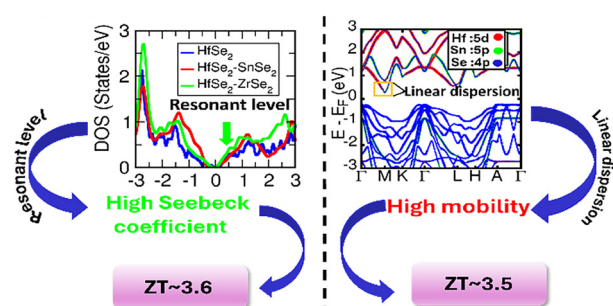 3
2
1
0
DOS (States/eV)
HfSe2
HfSe2-SnSe2
HfSe2-ZrSe2
Resonant level
-3 -2 -1 0 1 2 3
Resonant level
High Seebeck
coefficient
ZT~3.6
3
2
1
0
-1
-2
-3
E - EF (eV)
Hf :5d
Sn :5p
Se :4p
Linear dispersion
Γ M K Γ L H A Γ
Linear dispersion
High mobility
ZT~3.5